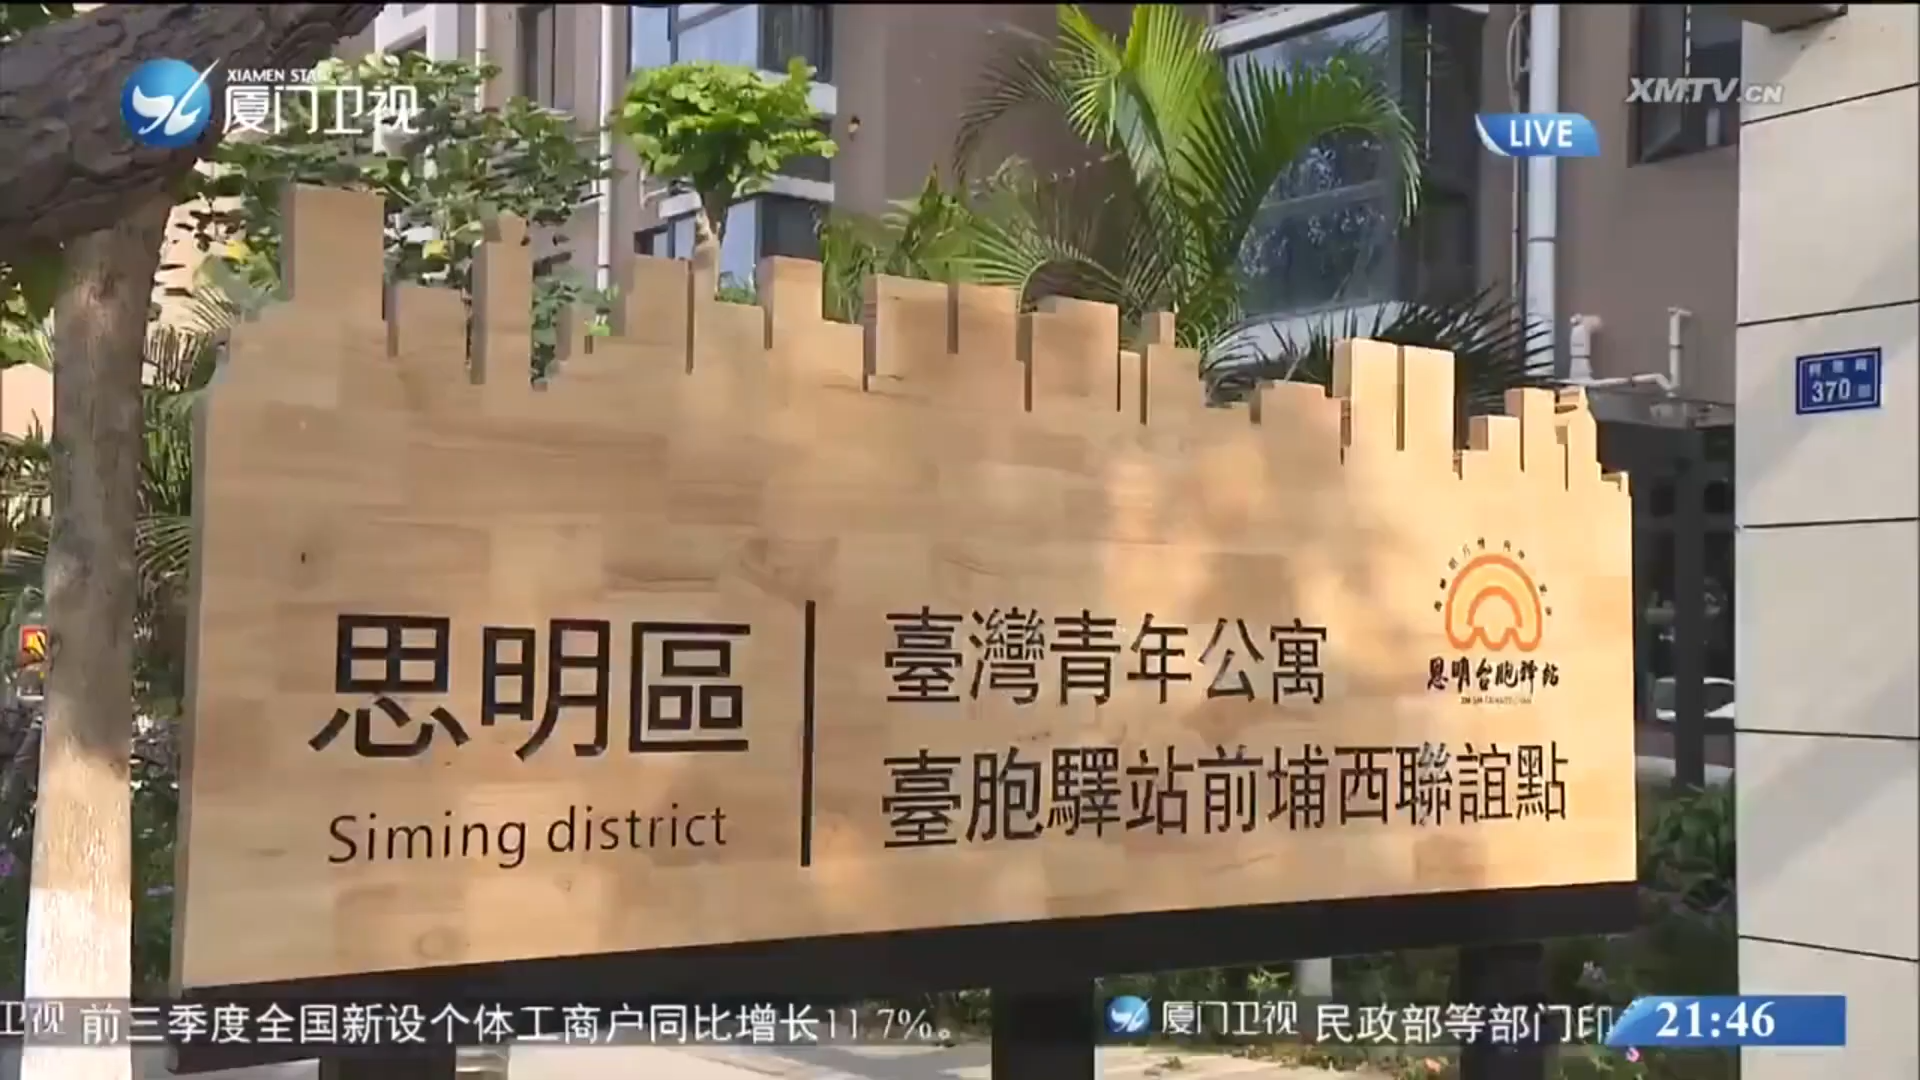 XIAMEN STAR
厦门卫视
XMTV.CN
LIVE
370
思明區
Siming district
臺灣青年公寓
臺胞驛站前埔西聯誼點
思明台胞驿站
卫视 前三季度全国新设个体工商户同比增长11.7%。
厦门卫视 民政部等部门印
21:46